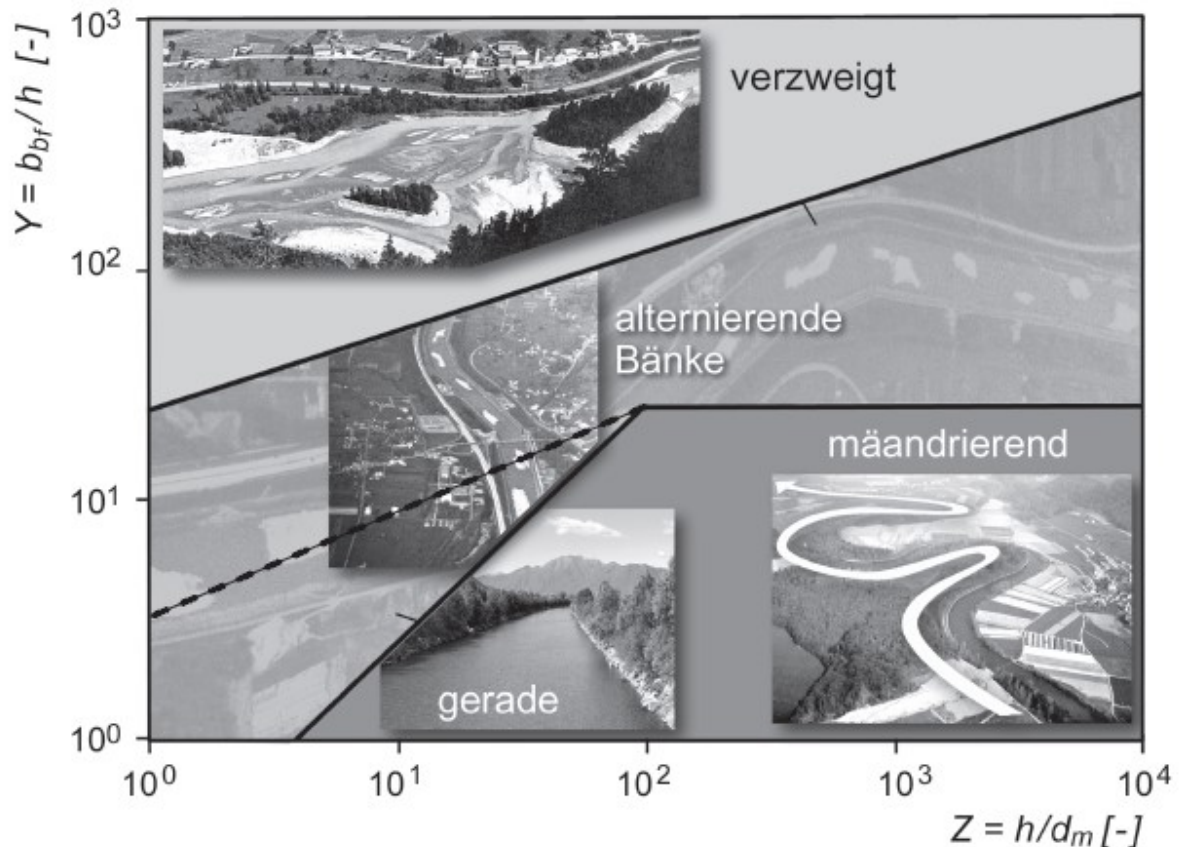 Y = b_bf/h [-]
10³
10²
10¹
10⁰
verzweigt
alternierende
Bänke
mäandrierend
gerade
10⁰ 10¹ 10² 10³ 10⁴
Z = h/d_m [-]